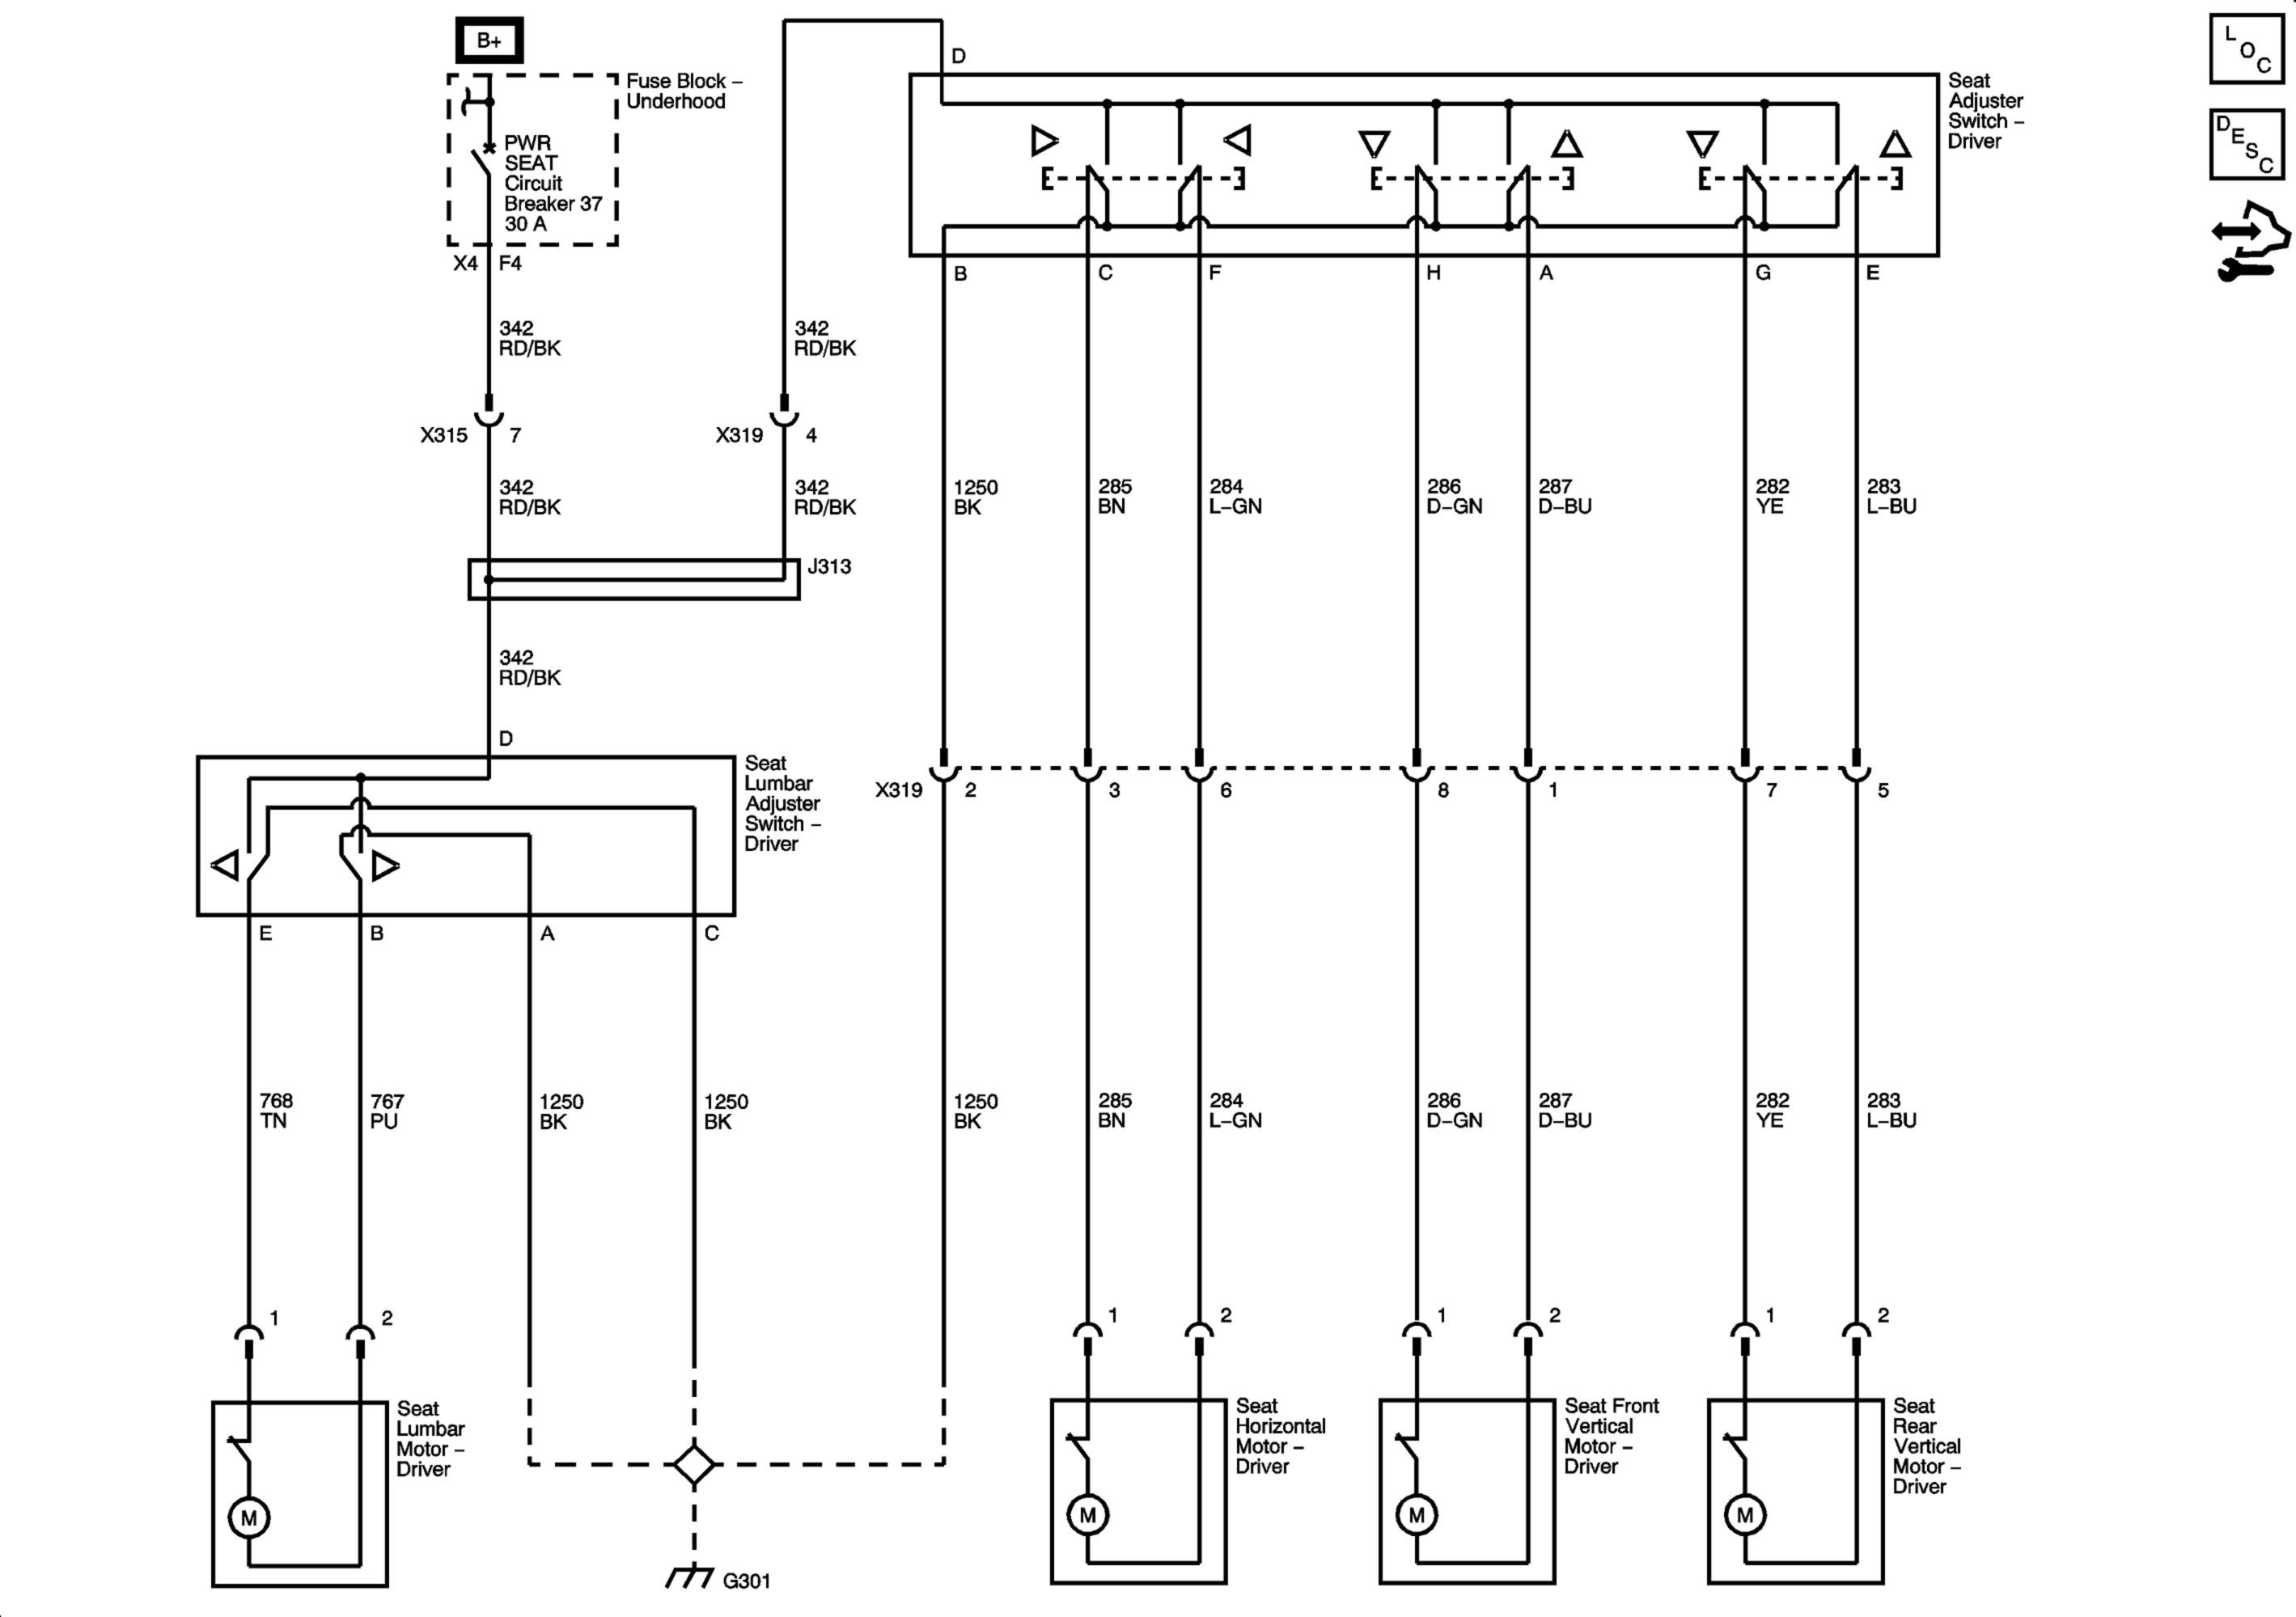 B+
Fuse Block –
Underhood
PWR
SEAT
Circuit
Breaker 37
30 A
X4
F4
D
Seat
Adjuster
Switch –
Driver
L
O
C
D
E
S
C
B
C
F
H
A
G
E
342
RD/BK
342
RD/BK
X315
7
X319
4
342
RD/BK
342
RD/BK
1250
BK
285
BN
284
L–GN
286
D–GN
287
D–BU
282
YE
283
L–BU
J313
342
RD/BK
D
Seat
Lumbar
Adjuster
Switch –
Driver
X319
2
3
6
8
1
7
5
E
B
A
C
768
TN
767
PU
1250
BK
1250
BK
1250
BK
285
BN
284
L–GN
286
D–GN
287
D–BU
282
YE
283
L–BU
1
2
1
2
1
2
1
2
Seat
Lumbar
Motor –
Driver
M
Seat
Horizontal
Motor –
Driver
M
Seat Front
Vertical
Motor –
Driver
M
Seat
Rear
Vertical
Motor –
Driver
M
G301